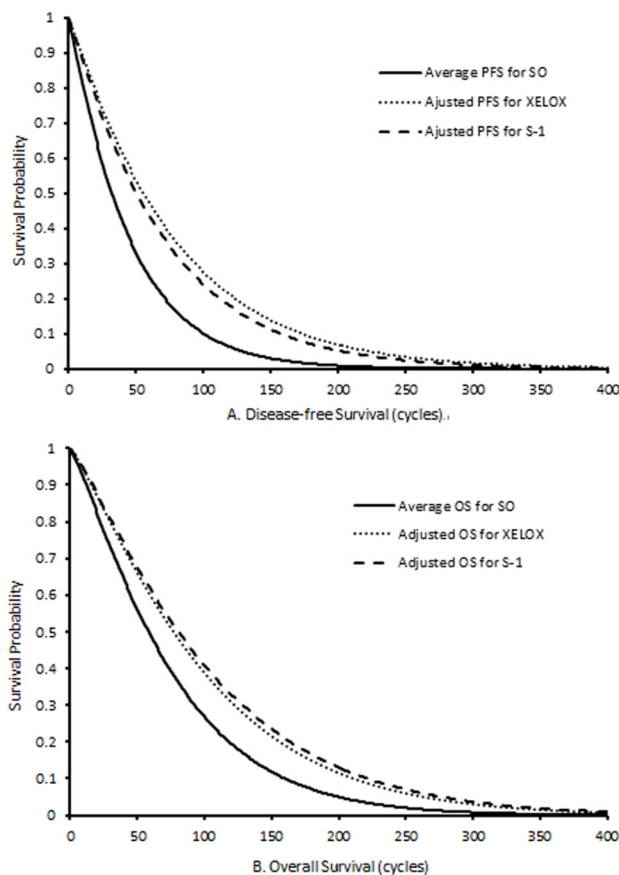 1
0.9
0.8
0.7
0.6
0.5
0.4
0.3
0.2
0.1
0
Survival Probability
Average PFS for SO
Ajusted PFS for XELOX
Ajusted PFS for S-1
0 50 100 150 200 250 300 350 400
A. Disease-free Survival (cycles).
1
0.9
0.8
0.7
0.6
0.5
0.4
0.3
0.2
0.1
0
Survival Probability
Average OS for SO
Adjusted OS for XELOX
Adjusted OS for S-1
0 50 100 150 200 250 300 350 400
B. Overall Survival (cycles)